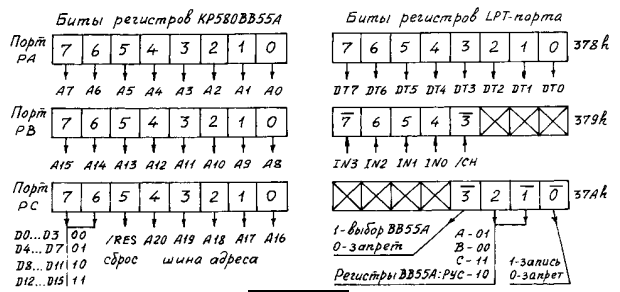 Биты регистров КР580ВВ55А
Биты регистров LPT-порта
Порт PA 7 6 5 4 3 2 1 0
7 6 5 4 3 2 1 0 378h
A7 A6 A5 A4 A3 A2 A1 A0
DT7 DT6 DT5 DT4 DT3 DT2 DT1 DT0
Порт PB 7 6 5 4 3 2 1 0
7̅ 6 5 4 3̅ 379h
A15 A14 A13 A12 A11 A10 A9 A8
IN3 IN2 IN1 IN0 /CH
Порт PC 7 6 5 4 3 2 1 0
3̅ 2 1̅ 0̅ 37Ah
D0...D3 00
D4...D7 01
D8...D11 10
D12...D15 11
/RES A20 A19 A18 A17 A16
сброс шина адреса
1-выбор ВВ55А
0-запрет
A-01
B-00
C-11
Регистры ВВ55А: РУС-10
1-запись
0-запрет